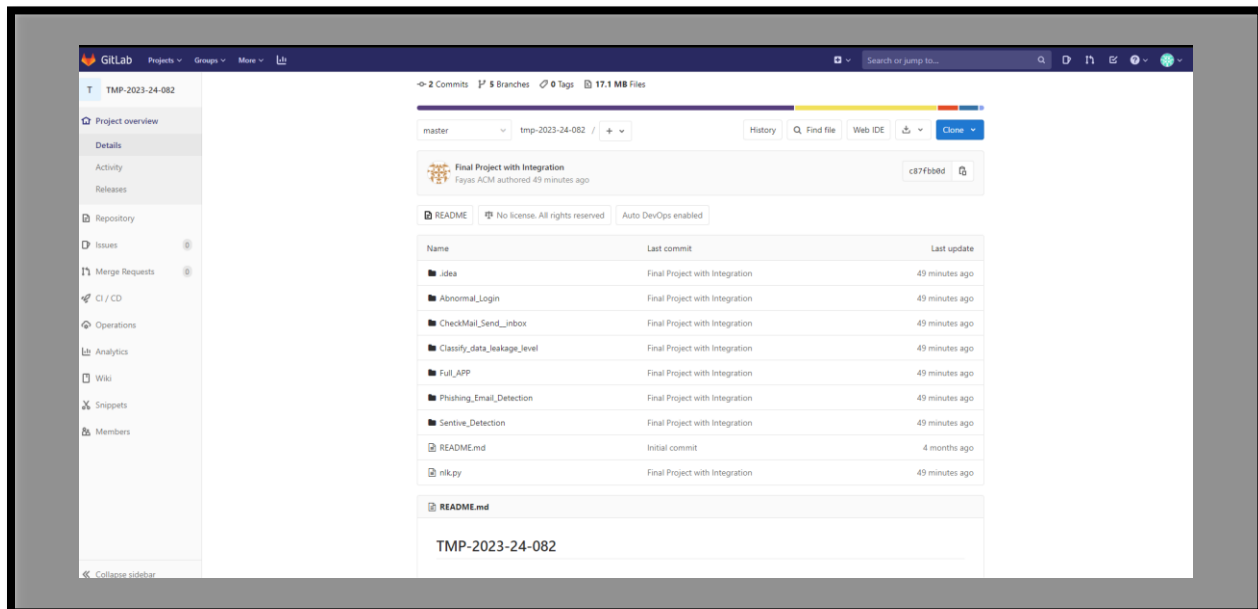 GitLab Projects Groups More Search or jump to...
T TMP-2023-24-082
Project overview
Details
Activity
Releases
Repository
Issues 0
Merge Requests 0
CI / CD
Operations
Analytics
Wiki
Snippets
Members
Collapse sidebar
2 Commits 5 Branches 0 Tags 17.1 MB Files
master tmp-2023-24-082 / + History Find file Web IDE Clone
Final Project with Integration
Fayas ACM authored 49 minutes ago
c87fbb0d
README No license. All rights reserved Auto DevOps enabled
Name Last commit Last update
.idea Final Project with Integration 49 minutes ago
Abnormal_Login Final Project with Integration 49 minutes ago
CheckMail_Send__inbox Final Project with Integration 49 minutes ago
Classify_data_leakage_level Final Project with Integration 49 minutes ago
Full_APP Final Project with Integration 49 minutes ago
Phishing_Email_Detection Final Project with Integration 49 minutes ago
Sentive_Detection Final Project with Integration 49 minutes ago
README.md Initial commit 4 months ago
nlk.py Final Project with Integration 49 minutes ago
README.md
TMP-2023-24-082